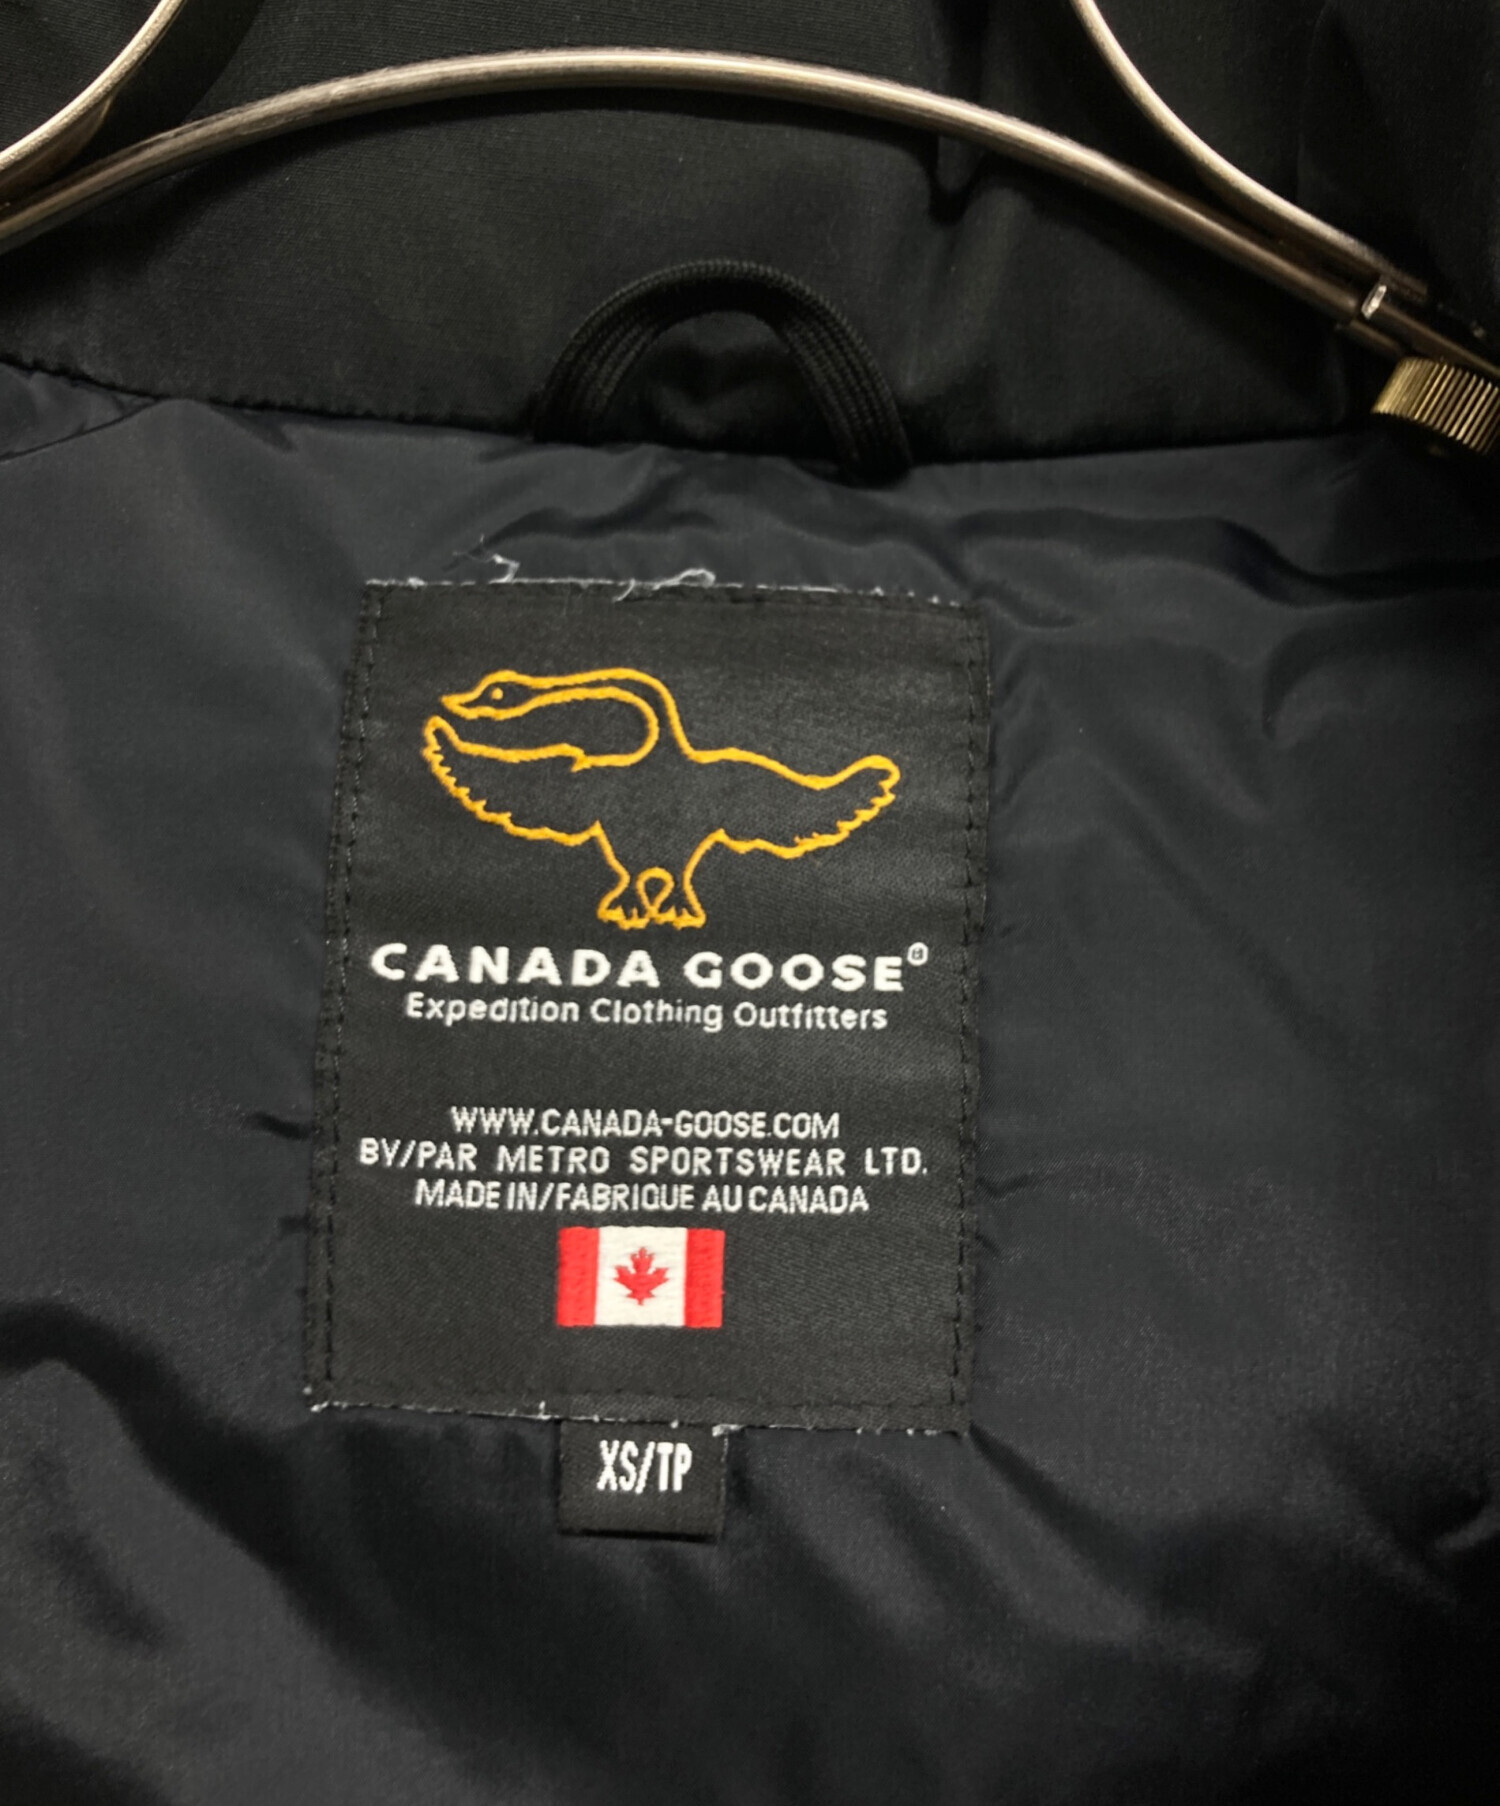 CANADA GOOSE®
Expedition Clothing Outfitters
WWW.CANADA-GOOSE.COM
BY/PAR METRO SPORTSWEAR LTD.
MADE IN/FABRIQUE AU CANADA
XS/TP